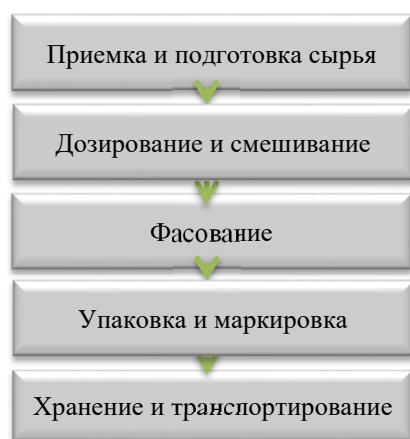 Приемка и подготовка сырья
Дозирование и смешивание
Фасование
Упаковка и маркировка
Хранение и транспортирование